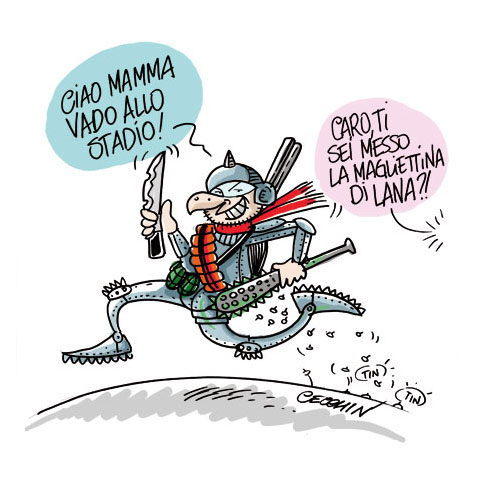 CIAO MAMMA
VADO ALLO
STADIO!
CARO, TI
SEI MESSO
LA MAGLIETTINA
DI LANA?!
TIN
TIN
CECCHIN